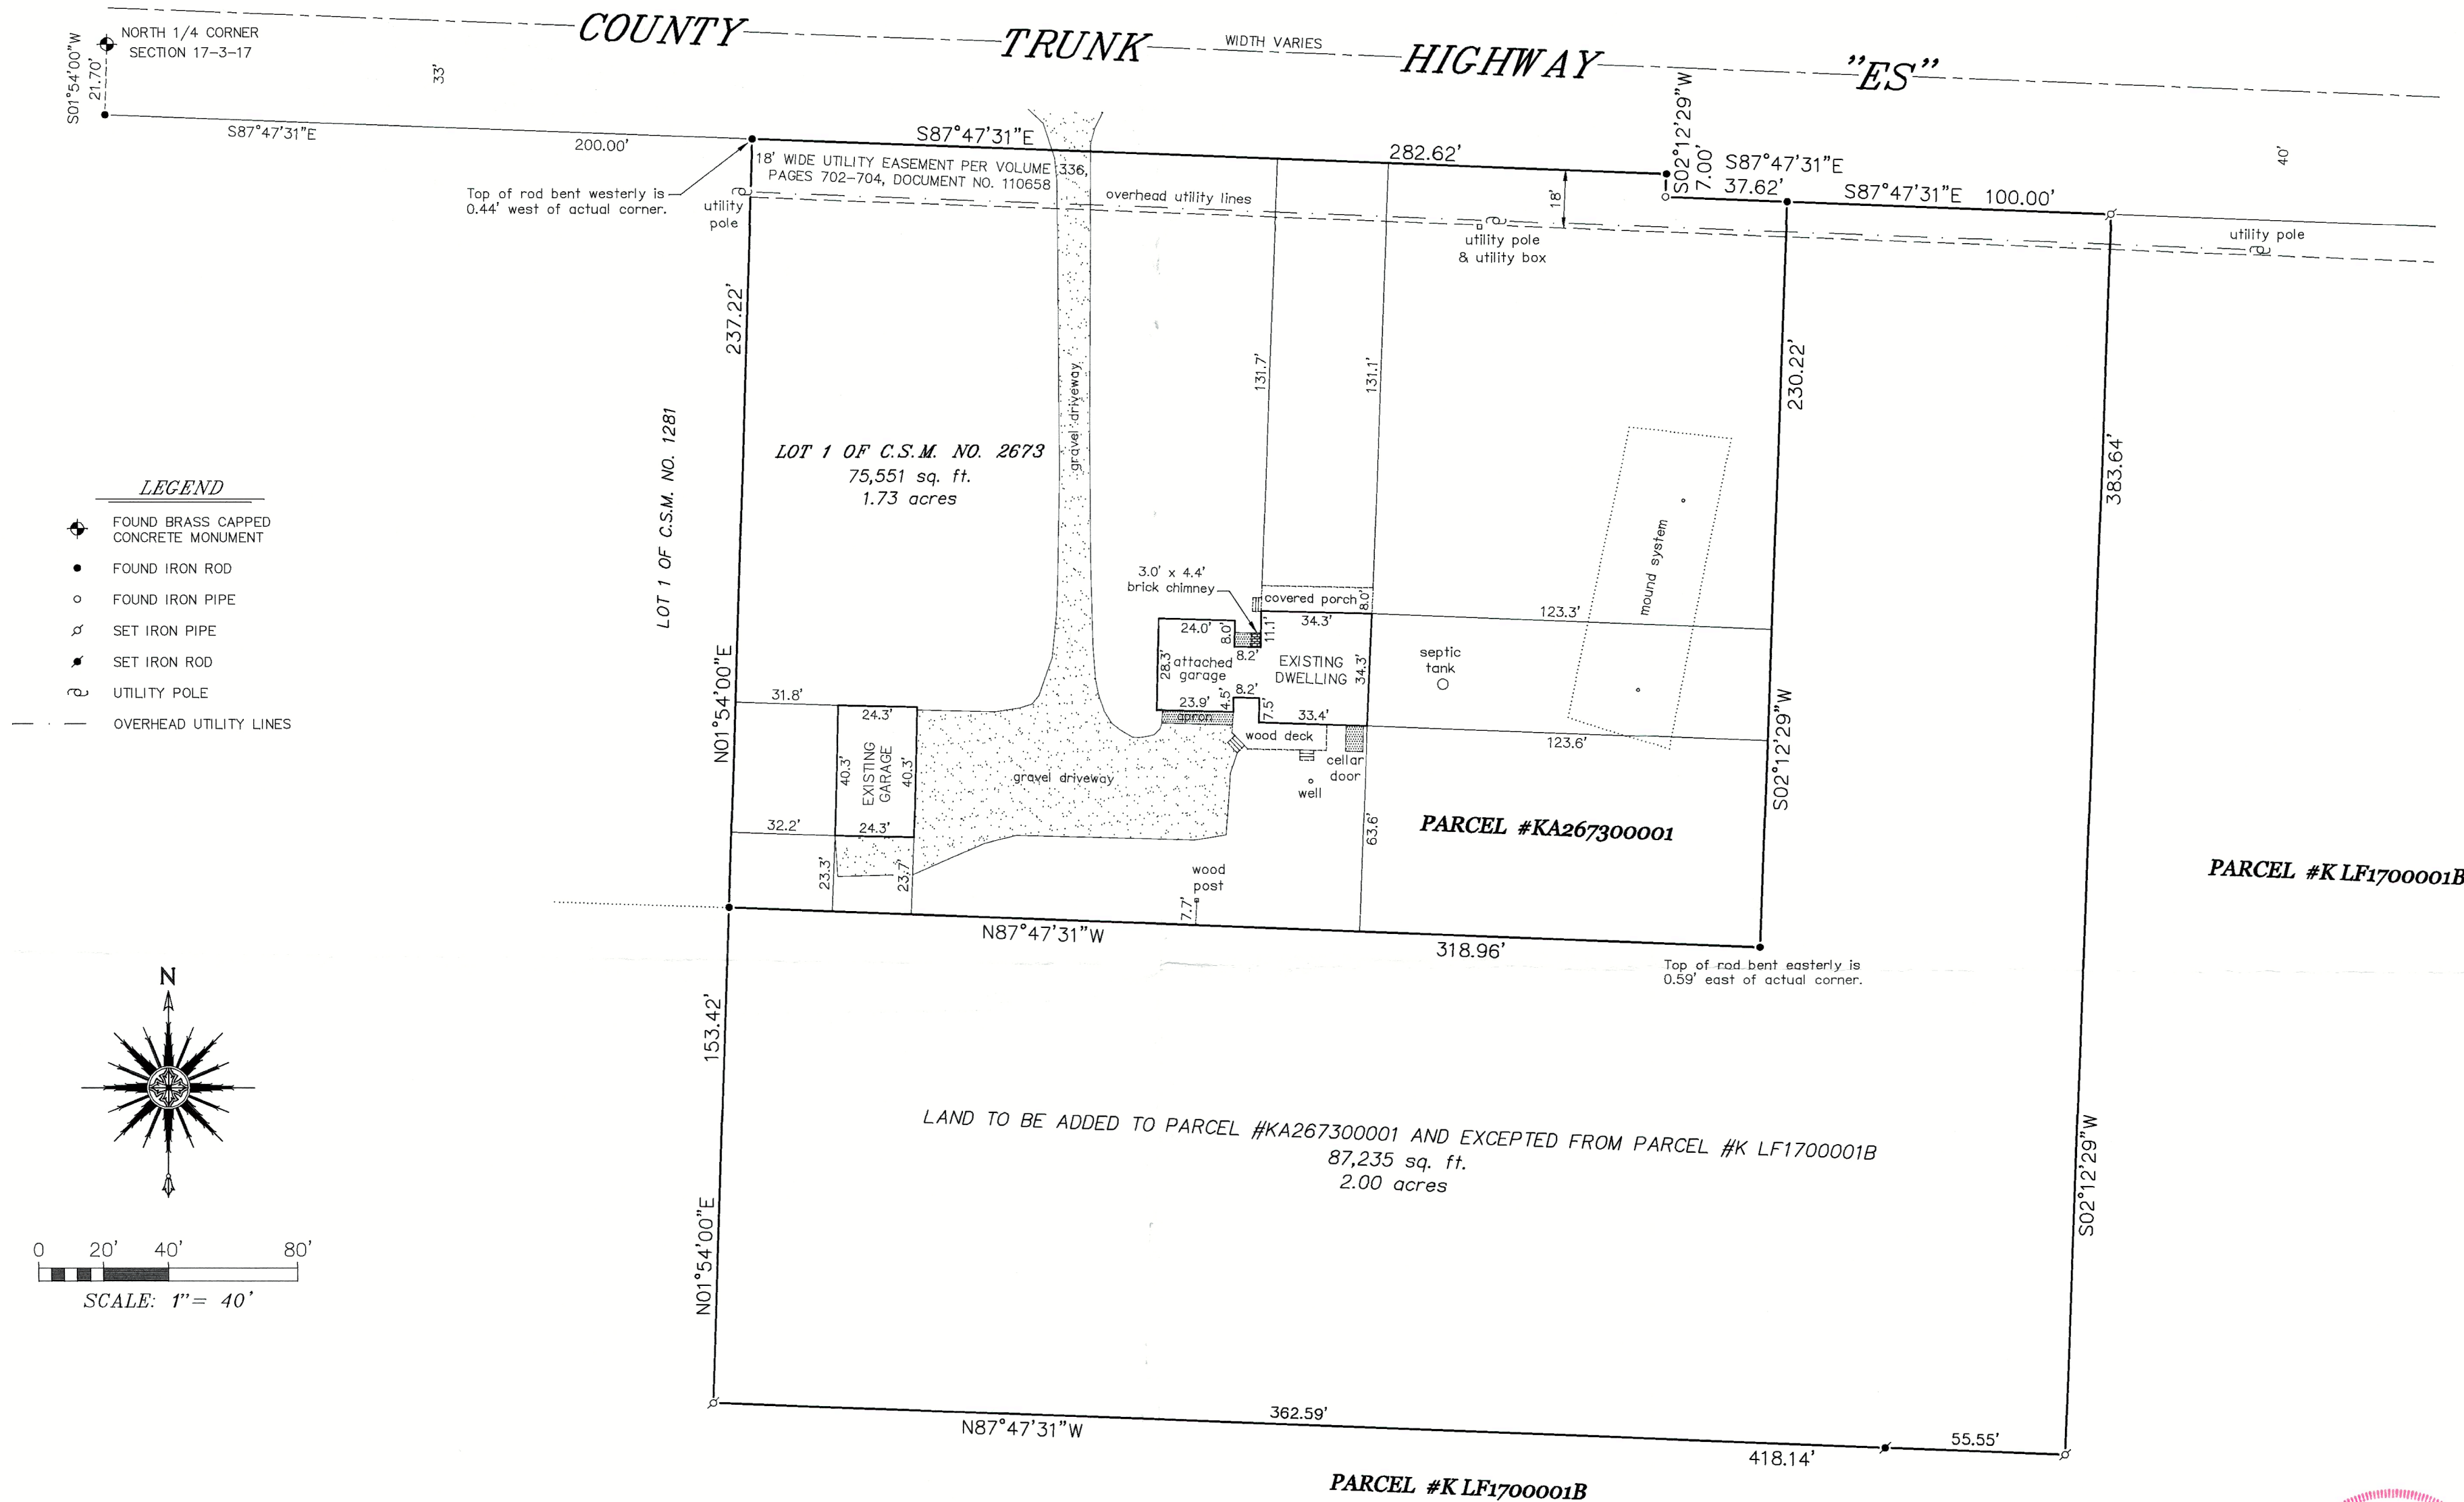 COUNTY TRUNK HIGHWAY "ES"
WIDTH VARIES
NORTH 1/4 CORNER
SECTION 17-3-17
S01°54'00"W
21.70'
33'
S87°47'31"E
200.00'
S87°47'31"E
282.62'
S02°12'29"W
7.00'
S87°47'31"E
37.62'
S87°47'31"E 100.00'
40'
18' WIDE UTILITY EASEMENT PER VOLUME 336,
PAGES 702-704, DOCUMENT NO. 110658
Top of rod bent westerly is
0.44' west of actual corner.
utility
pole
overhead utility lines
18'
utility pole
& utility box
utility pole
237.22'
gravel driveway
131.7'
131.1'
230.22'
383.64'
LOT 1 OF C.S.M. NO. 1281
LOT 1 OF C.S.M. NO. 2673
75,551 sq. ft.
1.73 acres
mound system
LEGEND
FOUND BRASS CAPPED
CONCRETE MONUMENT
FOUND IRON ROD
FOUND IRON PIPE
SET IRON PIPE
SET IRON ROD
UTILITY POLE
OVERHEAD UTILITY LINES
3.0' x 4.4'
brick chimney
covered porch
8.0'
34.3'
24.0'
8.0'
11.1'
8.2'
28.3'
attached
garage
EXISTING
DWELLING
34.3'
8.2'
4.5'
23.9'
7.5'
33.4'
apron
wood deck
cellar
door
well
septic
tank
123.3'
123.6'
N01°54'00"E
S02°12'29"W
31.8'
24.3'
40.3'
EXISTING
GARAGE
40.3'
24.3'
32.2'
23.3'
23.7'
gravel driveway
63.6'
wood
post
7.7'
PARCEL #KA267300001
PARCEL #K LF1700001B
N87°47'31"W
318.96'
Top of rod bent easterly is
0.59' east of actual corner.
N
153.42'
LAND TO BE ADDED TO PARCEL #KA267300001 AND EXCEPTED FROM PARCEL #K LF1700001B
87,235 sq. ft.
2.00 acres
N01°54'00"E
S02°12'29"W
0 20' 40' 80'
SCALE: 1"= 40'
N87°47'31"W
362.59'
55.55'
418.14'
PARCEL #K LF1700001B